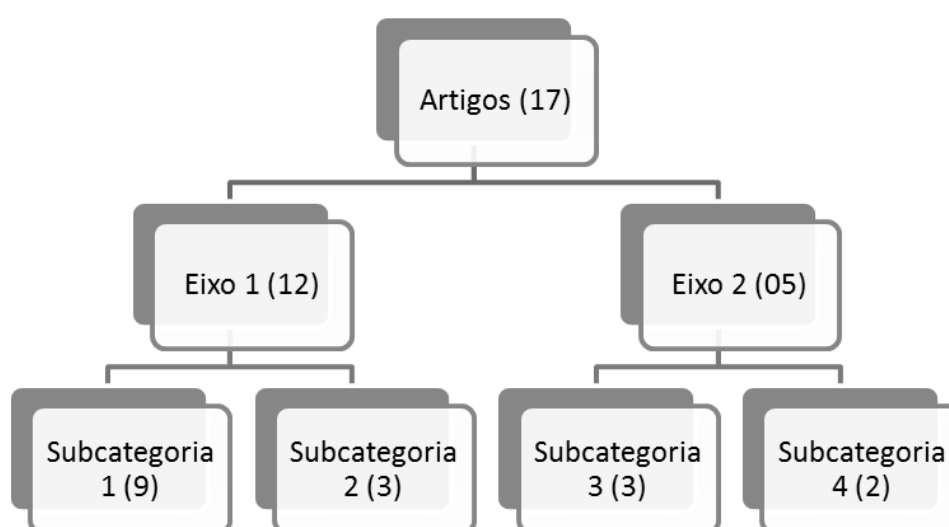 Artigos (17)
Eixo 1 (12)
Eixo 2 (05)
Subcategoria
1 (9)
Subcategoria
2 (3)
Subcategoria
3 (3)
Subcategoria
4 (2)